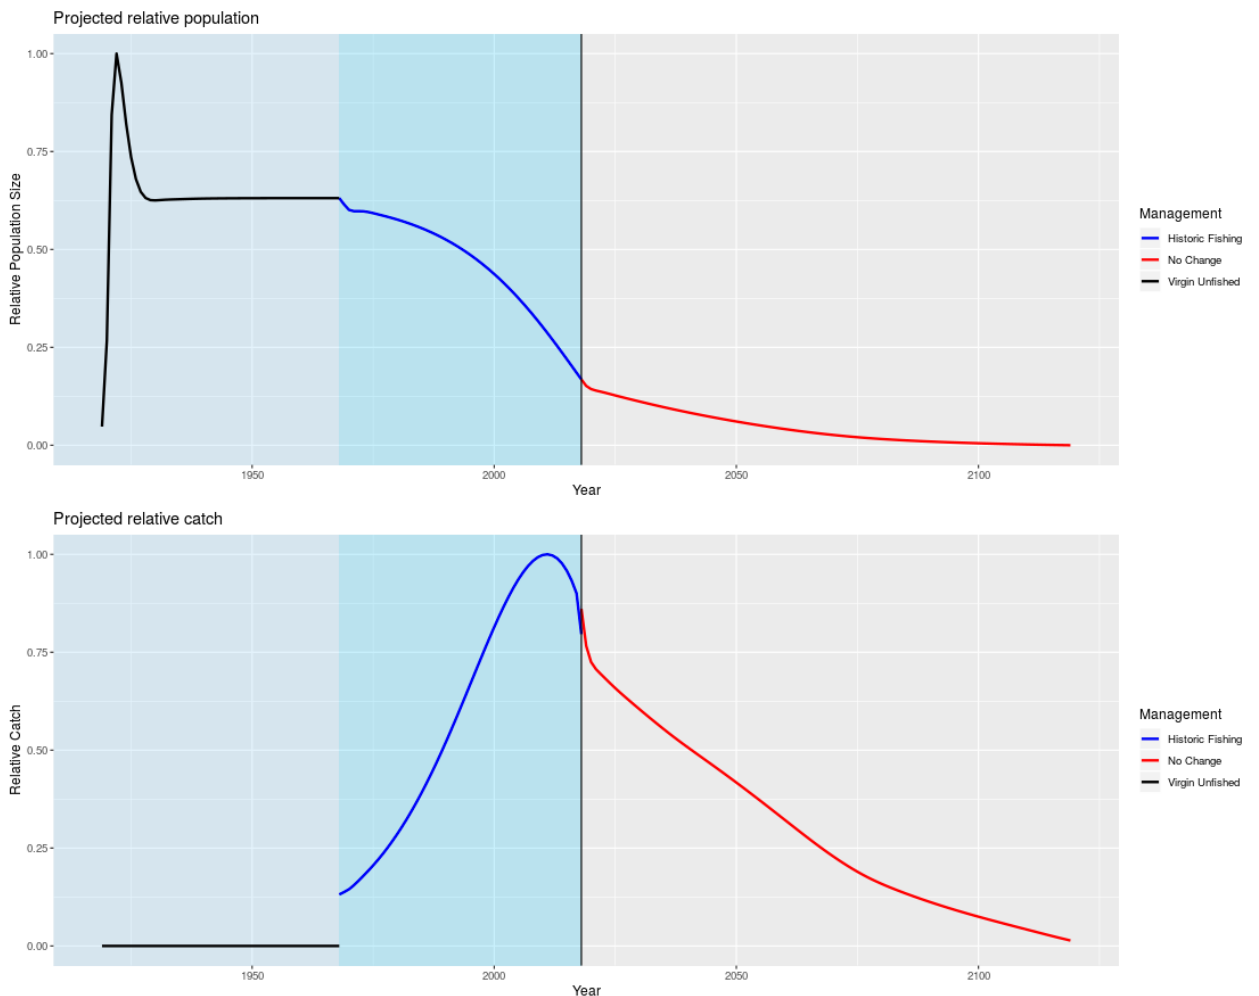 Projected relative population
Relative Population Size
1.00
0.75
0.50
0.25
0.00
1950 2000 2050 2100
Year
Management
Historic Fishing
No Change
Virgin Unfished
Projected relative catch
Relative Catch
1.00
0.75
0.50
0.25
0.00
1950 2000 2050 2100
Year
Management
Historic Fishing
No Change
Virgin Unfished